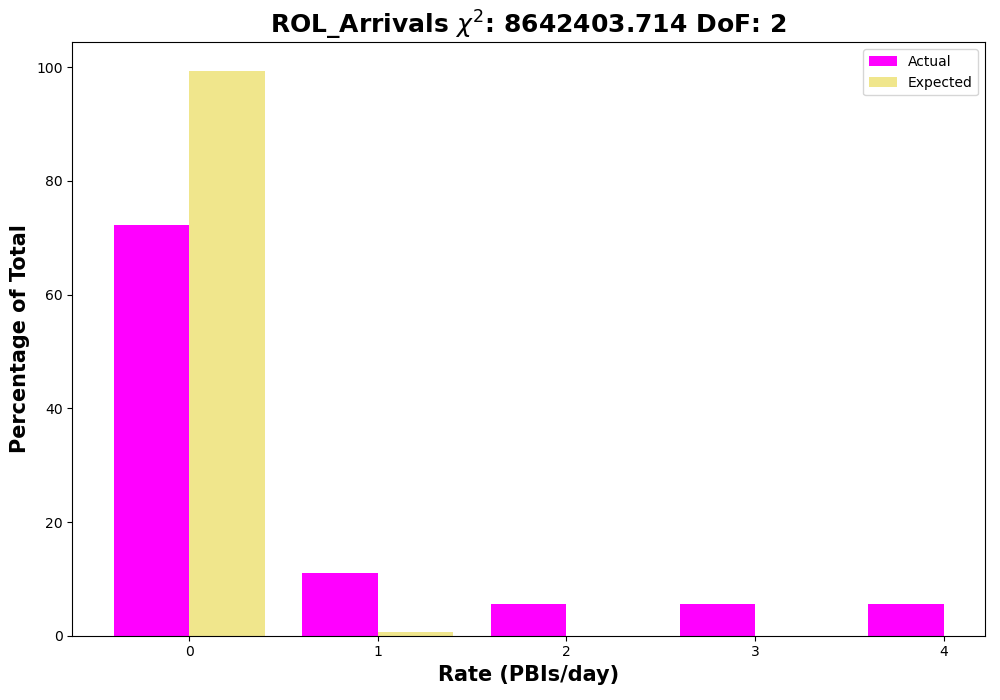 ROL_Arrivals χ²: 8642403.714 DoF: 2
Actual
Expected
Percentage of Total
100
80
60
40
20
0
0 1 2 3 4
Rate (PBIs/day)